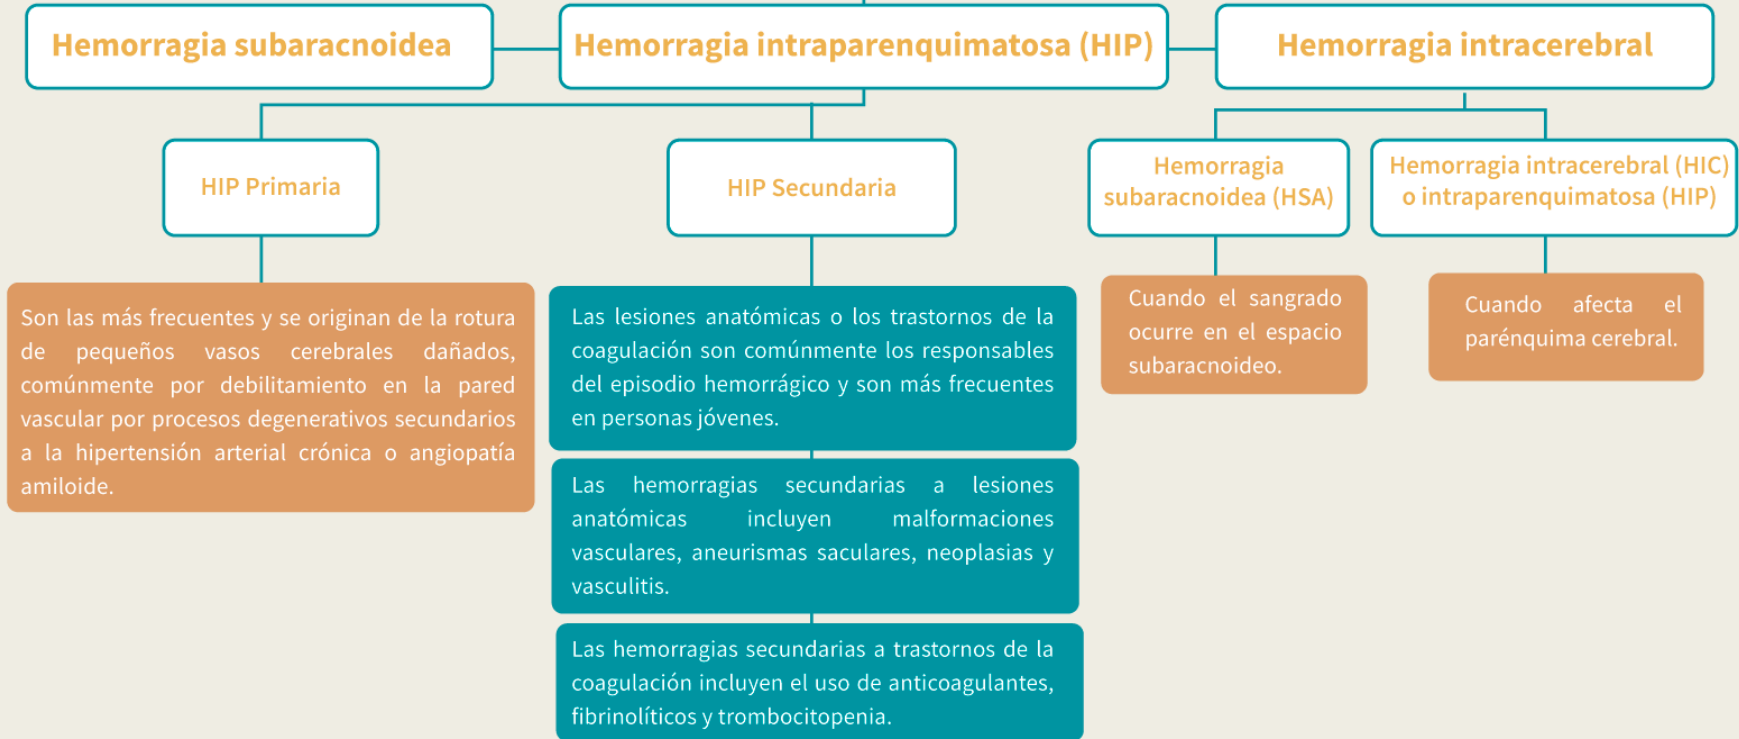 Hemorragia subaracnoidea
Hemorragia intraparenquimatosa (HIP)
Hemorragia intracerebral
HIP Primaria
HIP Secundaria
Hemorragia
subaracnoidea (HSA)
Hemorragia intracerebral (HIC)
o intraparenquimatosa (HIP)
Son las más frecuentes y se originan de la rotura
de pequeños vasos cerebrales dañados,
comúnmente por debilitamiento en la pared
vascular por procesos degenerativos secundarios
a la hipertensión arterial crónica o angiopatía
amiloide.
Las lesiones anatómicas o los trastornos de la
coagulación son comúnmente los responsables
del episodio hemorrágico y son más frecuentes
en personas jóvenes.
Las hemorragias secundarias a lesiones
anatómicas incluyen malformaciones
vasculares, aneurismas saculares, neoplasias y
vasculitis.
Las hemorragias secundarias a trastornos de la
coagulación incluyen el uso de anticoagulantes,
fibrinolíticos y trombocitopenia.
Cuando el sangrado
ocurre en el espacio
subaracnoideo.
Cuando afecta el
parénquima cerebral.